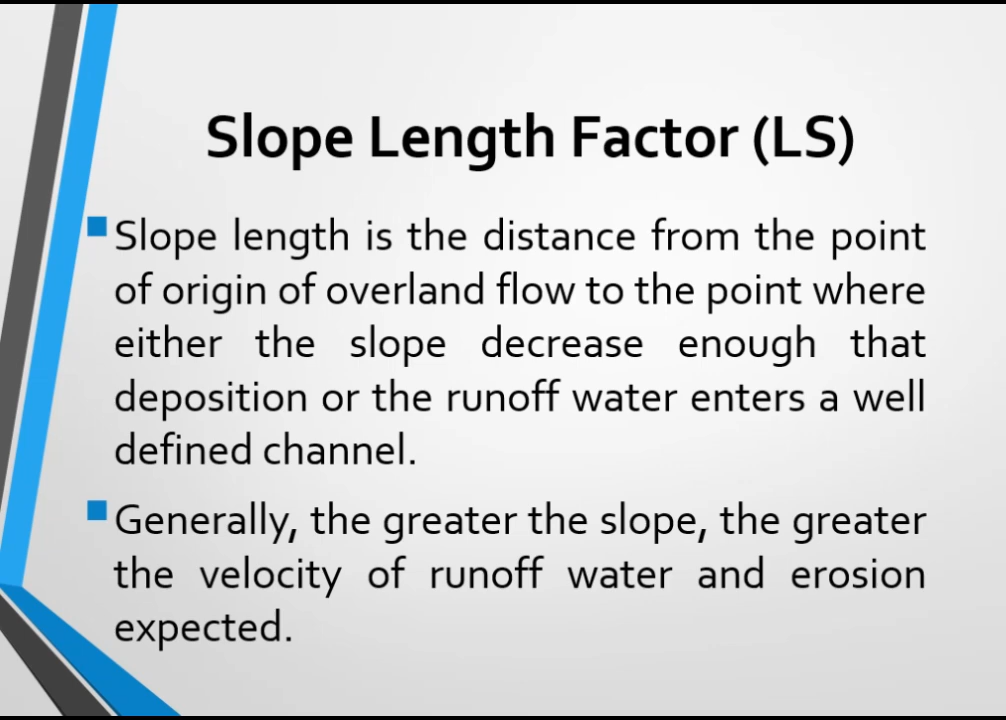 Slope Length Factor (LS)
Slope length is the distance from the point
of origin of overland flow to the point where
either the slope decrease enough that
deposition or the runoff water enters a well
defined channel.
Generally, the greater the slope, the greater
the velocity of runoff water and erosion
expected.